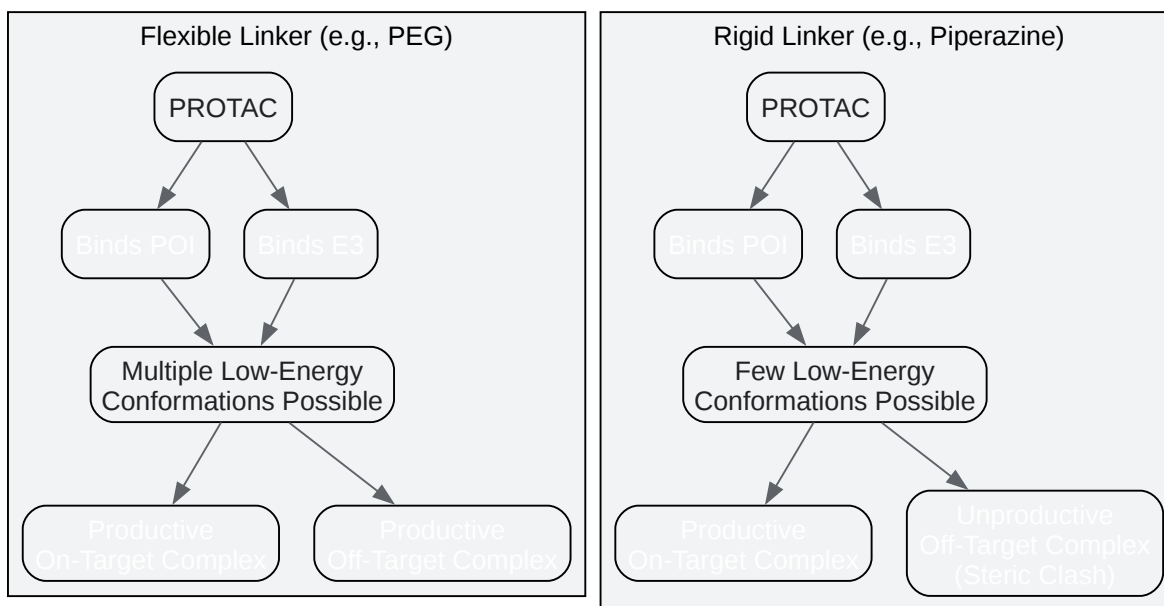 Flexible Linker (e.g., PEG)
PROTAC
Binds POI
Binds E3
Multiple Low-Energy
Conformations Possible
Productive
On-Target Complex
Productive
Off-Target Complex
Rigid Linker (e.g., Piperazine)
PROTAC
Binds POI
Binds E3
Few Low-Energy
Conformations Possible
Productive
On-Target Complex
Unproductive
Off-Target Complex
(Steric Clash)